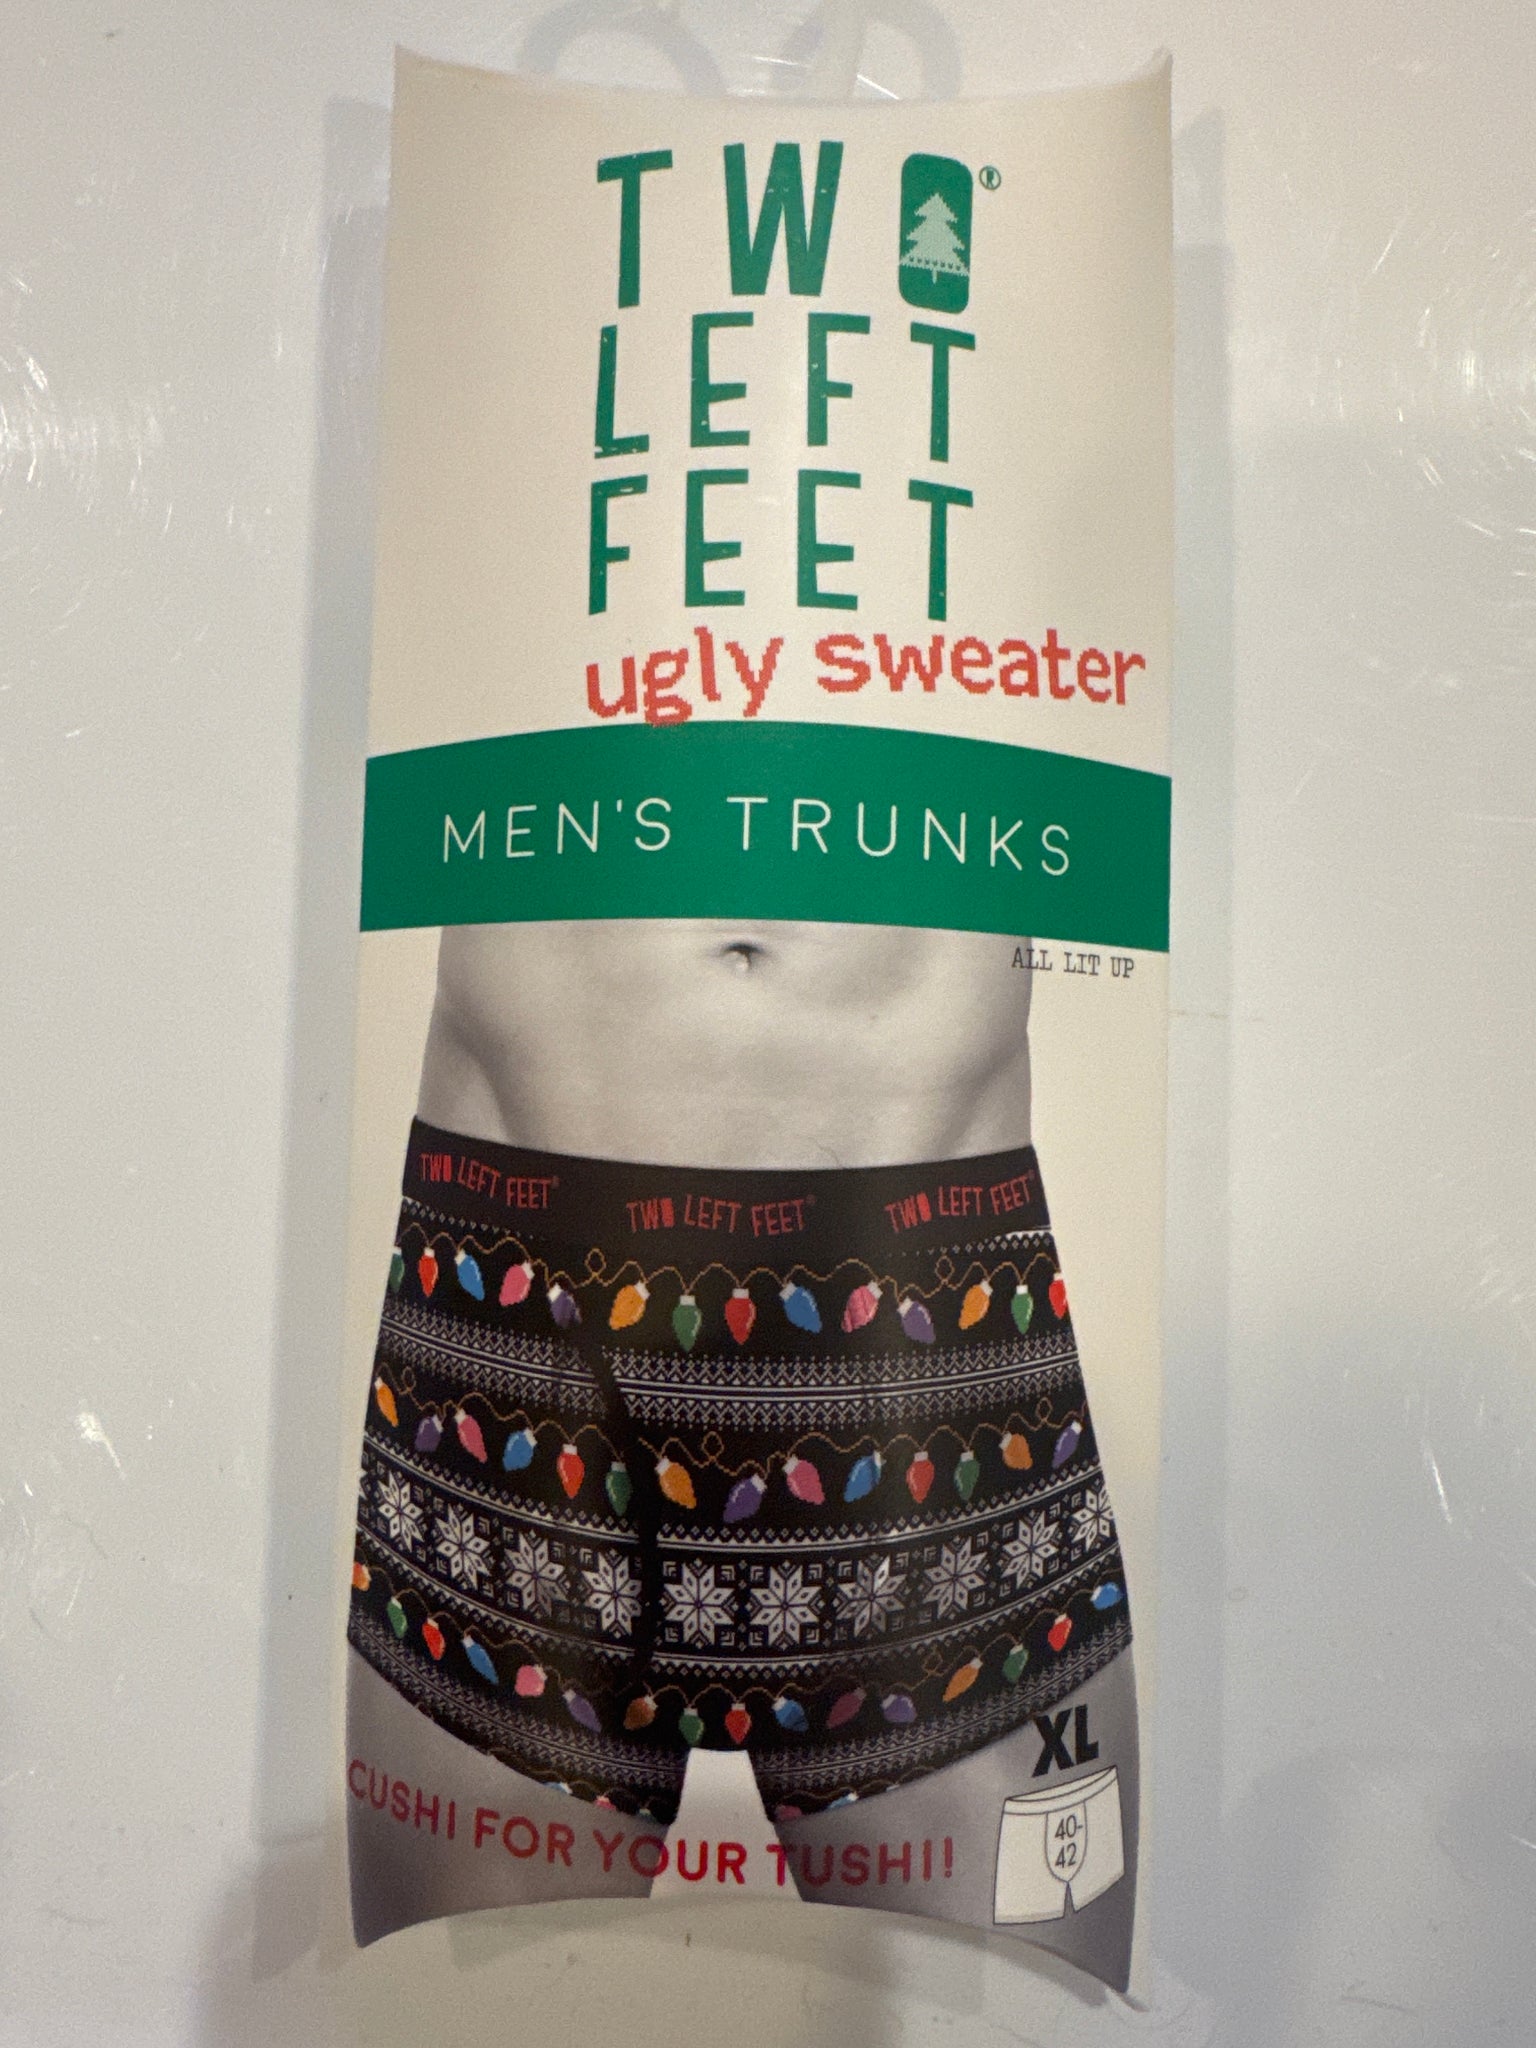 TWO®
LEFT
FEET
ugly sweater
MEN'S TRUNKS
ALL LIT UP
TWO LEFT FEET® TWO LEFT FEET® TWO LEFT FEET®
XL
40-
42
CUSHI FOR YOUR TUSHI!